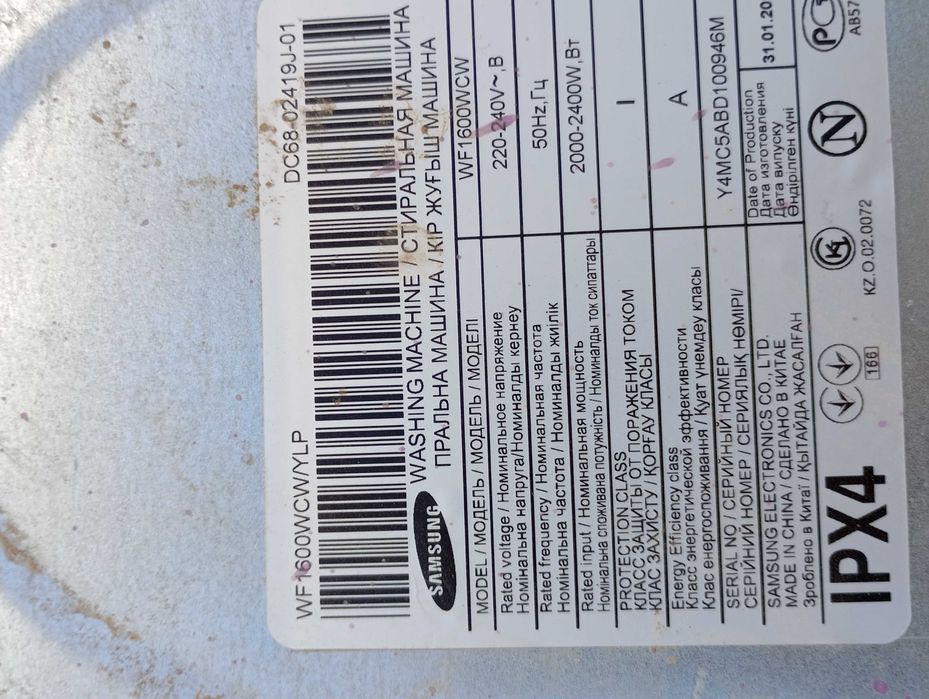 WF1600WCW/YLP
DC68-02419J-01
SAMSUNG
WASHING MACHINE / СТИРАЛЬНАЯ МАШИНА
ПРАЛЬНА МАШИНА / КІР ЖУҒЫШ МАШИНА
MODEL / МОДЕЛЬ / МОДЕЛЬ / МОДЕЛІ WF1600WCW
Rated voltage / Номинальное напряжение
Номінальна напруга/Номиналды кернеу 220-240V~,В
Rated frequency / Номинальная частота
Номінальна частота / Номиналды жиілік 50Hz,Гц
Rated input / Номинальная мощность
Номінальна споживана потужність / Номиналды ток сипаттары 2000-2400W,Вт
PROTECTION CLASS
КЛАСС ЗАЩИТЫ ОТ ПОРАЖЕНИЯ ТОКОМ
КЛАС ЗАХИСТУ / ҚОРҒАУ КЛАСЫ I
Energy Efficiency class
Класс энергетической эффективности
Клас енергоспоживання / Қуат үнемдеу класы A
SERIAL NO / СЕРИЙНЫЙ НОМЕР
СЕРІЙНИЙ НОМЕР / СЕРИЯЛЫҚ НӨМІРІ/ Y4MC5ABD100946M
SAMSUNG ELECTRONICS CO., LTD.
MADE IN CHINA / СДЕЛАНО В КИТАЕ
Зроблено в Китаї / ҚЫТАЙДА ЖАСАЛҒАН
Date of Production
Дата изготовления
Дата випуску
Өндірілген күні
31.01.20
IPX4
166
KZ.O.02.0072
N
АВ57